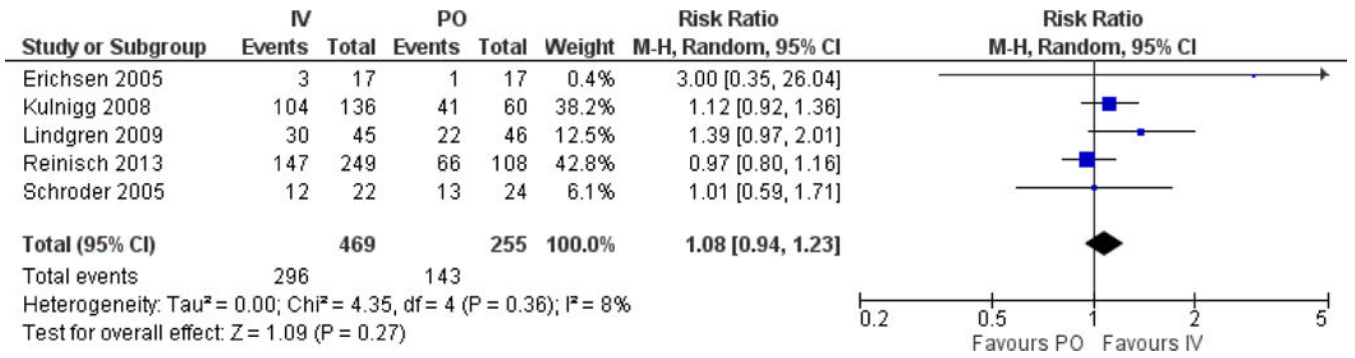 IV PO Risk Ratio Risk Ratio
Study or Subgroup Events Total Events Total Weight M-H, Random, 95% CI M-H, Random, 95% CI
Erichsen 2005 3 17 1 17 0.4% 3.00 [0.35, 26.04]
Kulnigg 2008 104 136 41 60 38.2% 1.12 [0.92, 1.36]
Lindgren 2009 30 45 22 46 12.5% 1.39 [0.97, 2.01]
Reinisch 2013 147 249 66 108 42.8% 0.97 [0.80, 1.16]
Schroder 2005 12 22 13 24 6.1% 1.01 [0.59, 1.71]
Total (95% CI) 469 255 100.0% 1.08 [0.94, 1.23]
Total events 296 143
Heterogeneity: Tau² = 0.00; Chi² = 4.35, df = 4 (P = 0.36); I² = 8%
Test for overall effect: Z = 1.09 (P = 0.27)
0.2 0.5 1 2 5
Favours PO Favours IV